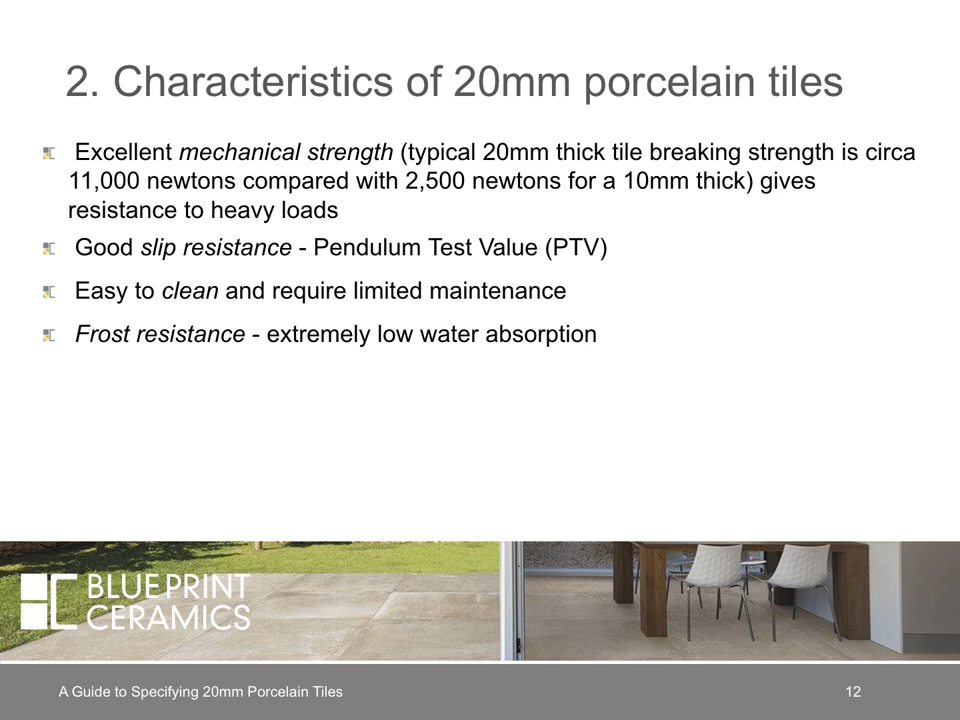 2. Characteristics of 20mm porcelain tiles
Excellent mechanical strength (typical 20mm thick tile breaking strength is circa
11,000 newtons compared with 2,500 newtons for a 10mm thick) gives
resistance to heavy loads
Good slip resistance - Pendulum Test Value (PTV)
Easy to clean and require limited maintenance
Frost resistance - extremely low water absorption
BLUEPRINT
CERAMICS
A Guide to Specifying 20mm Porcelain Tiles
12